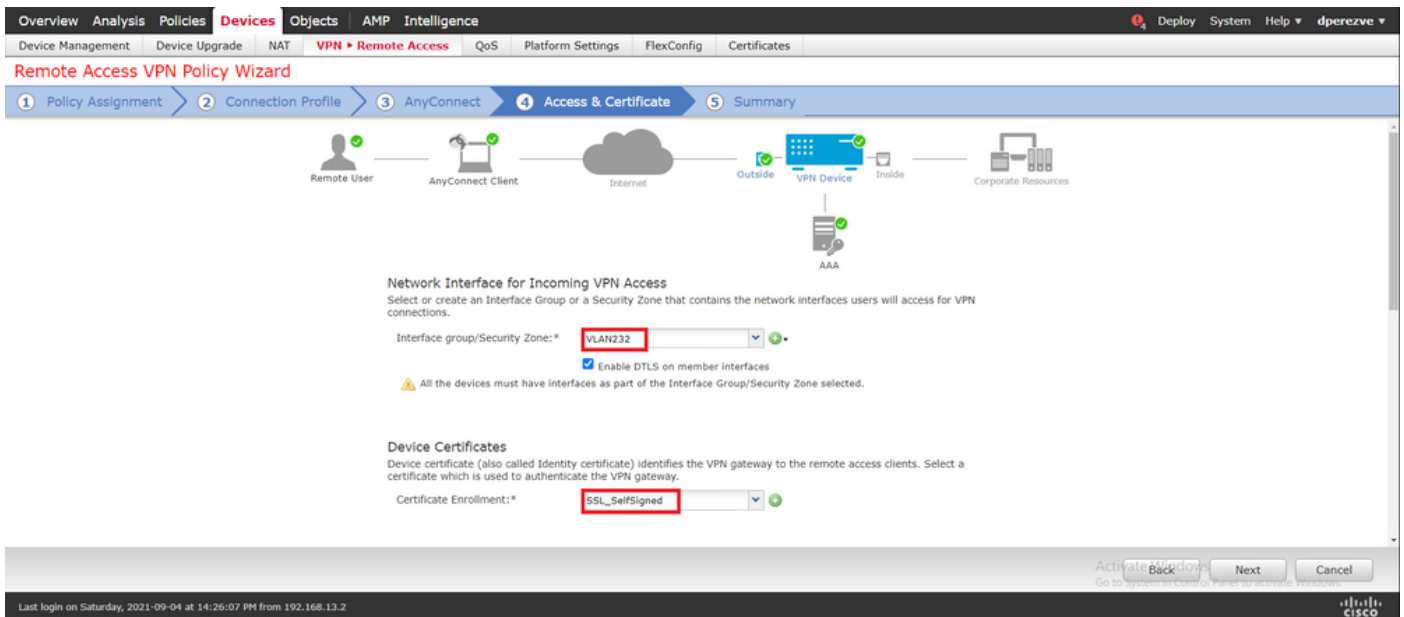 Overview Analysis Policies Devices Objects AMP Intelligence 4 Deploy System Help dperezve
Device Management Device Upgrade NAT VPN ▸ Remote Access QoS Platform Settings FlexConfig Certificates
Remote Access VPN Policy Wizard
1 Policy Assignment 2 Connection Profile 3 AnyConnect 4 Access & Certificate 5 Summary
Remote User AnyConnect Client Internet Outside VPN Device Inside Corporate Resources
AAA
Network Interface for Incoming VPN Access
Select or create an Interface Group or a Security Zone that contains the network interfaces users will access for VPN
connections.
Interface group/Security Zone:* VLAN232
Enable DTLS on member interfaces
All the devices must have interfaces as part of the Interface Group/Security Zone selected.
Device Certificates
Device certificate (also called Identity certificate) identifies the VPN gateway to the remote access clients. Select a
certificate which is used to authenticate the VPN gateway.
Certificate Enrollment:* SSL_SelfSigned
Activate Windows
Back Next Cancel
Go to System in Control Panel to activate Windows.
Last login on Saturday, 2021-09-04 at 14:26:07 PM from 192.168.13.2
CISCO